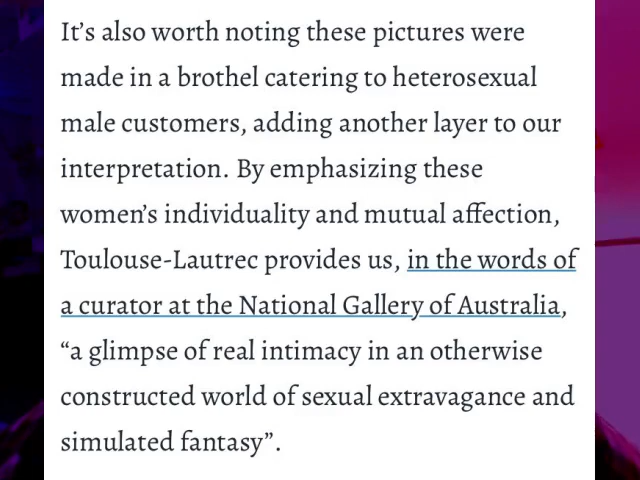 It’s also worth noting these pictures were
made in a brothel catering to heterosexual
male customers, adding another layer to our
interpretation. By emphasizing these
women’s individuality and mutual affection,
Toulouse-Lautrec provides us, in the words of
a curator at the National Gallery of Australia,
“a glimpse of real intimacy in an otherwise
constructed world of sexual extravagance and
simulated fantasy”.